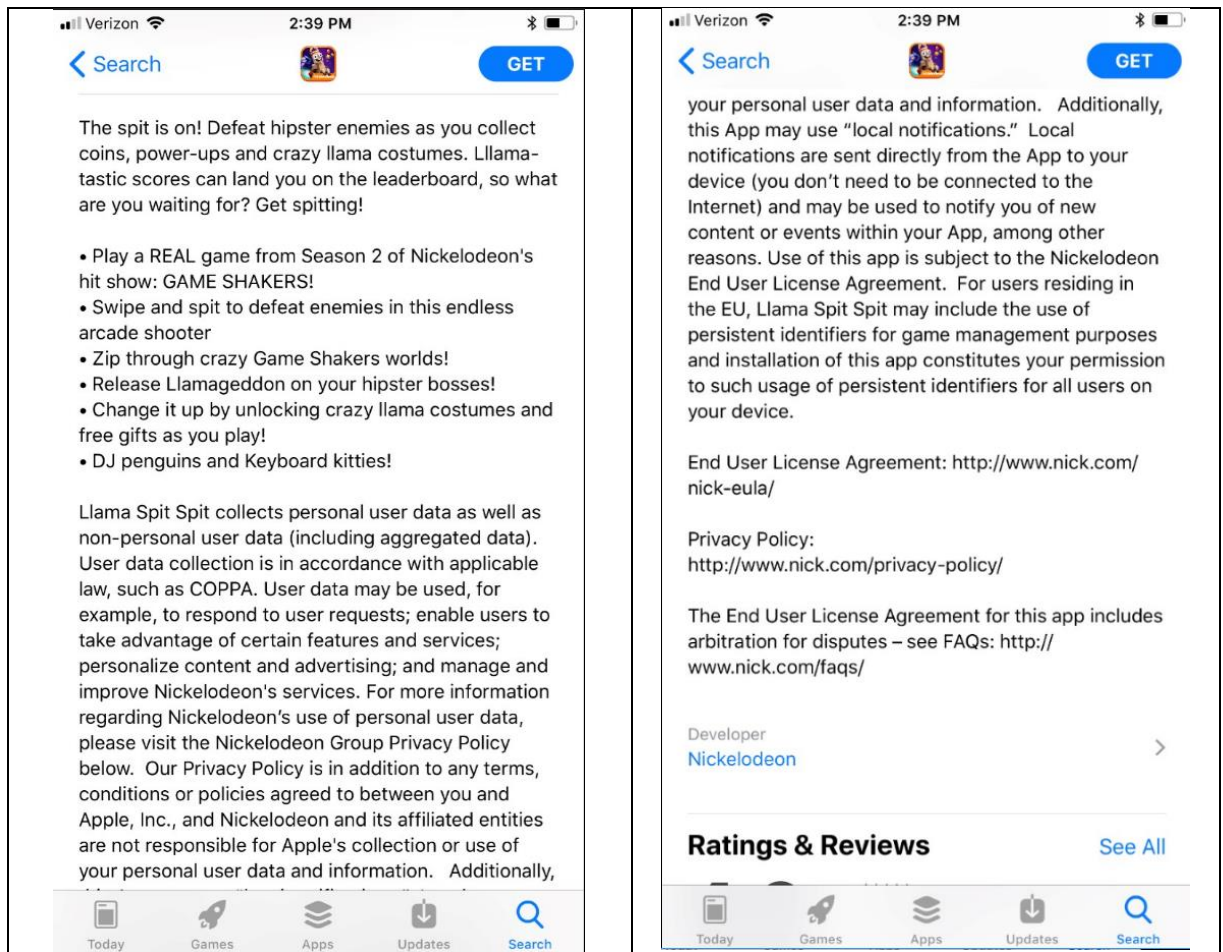 Verizon 2:39 PM
Search GET
The spit is on! Defeat hipster enemies as you collect
coins, power-ups and crazy llama costumes. Lllama-
tastic scores can land you on the leaderboard, so what
are you waiting for? Get spitting!
• Play a REAL game from Season 2 of Nickelodeon's
hit show: GAME SHAKERS!
• Swipe and spit to defeat enemies in this endless
arcade shooter
• Zip through crazy Game Shakers worlds!
• Release Llamageddon on your hipster bosses!
• Change it up by unlocking crazy llama costumes and
free gifts as you play!
• DJ penguins and Keyboard kitties!
Llama Spit Spit collects personal user data as well as
non-personal user data (including aggregated data).
User data collection is in accordance with applicable
law, such as COPPA. User data may be used, for
example, to respond to user requests; enable users to
take advantage of certain features and services;
personalize content and advertising; and manage and
improve Nickelodeon's services. For more information
regarding Nickelodeon's use of personal user data,
please visit the Nickelodeon Group Privacy Policy
below. Our Privacy Policy is in addition to any terms,
conditions or policies agreed to between you and
Apple, Inc., and Nickelodeon and its affiliated entities
are not responsible for Apple's collection or use of
your personal user data and information. Additionally,
Today Games Apps Updates Search
Verizon 2:39 PM
Search GET
your personal user data and information. Additionally,
this App may use “local notifications.” Local
notifications are sent directly from the App to your
device (you don't need to be connected to the
Internet) and may be used to notify you of new
content or events within your App, among other
reasons. Use of this app is subject to the Nickelodeon
End User License Agreement. For users residing in
the EU, Llama Spit Spit may include the use of
persistent identifiers for game management purposes
and installation of this app constitutes your permission
to such usage of persistent identifiers for all users on
your device.
End User License Agreement: http://www.nick.com/
nick-eula/
Privacy Policy:
http://www.nick.com/privacy-policy/
The End User License Agreement for this app includes
arbitration for disputes – see FAQs: http://
www.nick.com/faqs/
Developer
Nickelodeon
Ratings & Reviews See All
Today Games Apps Updates Search